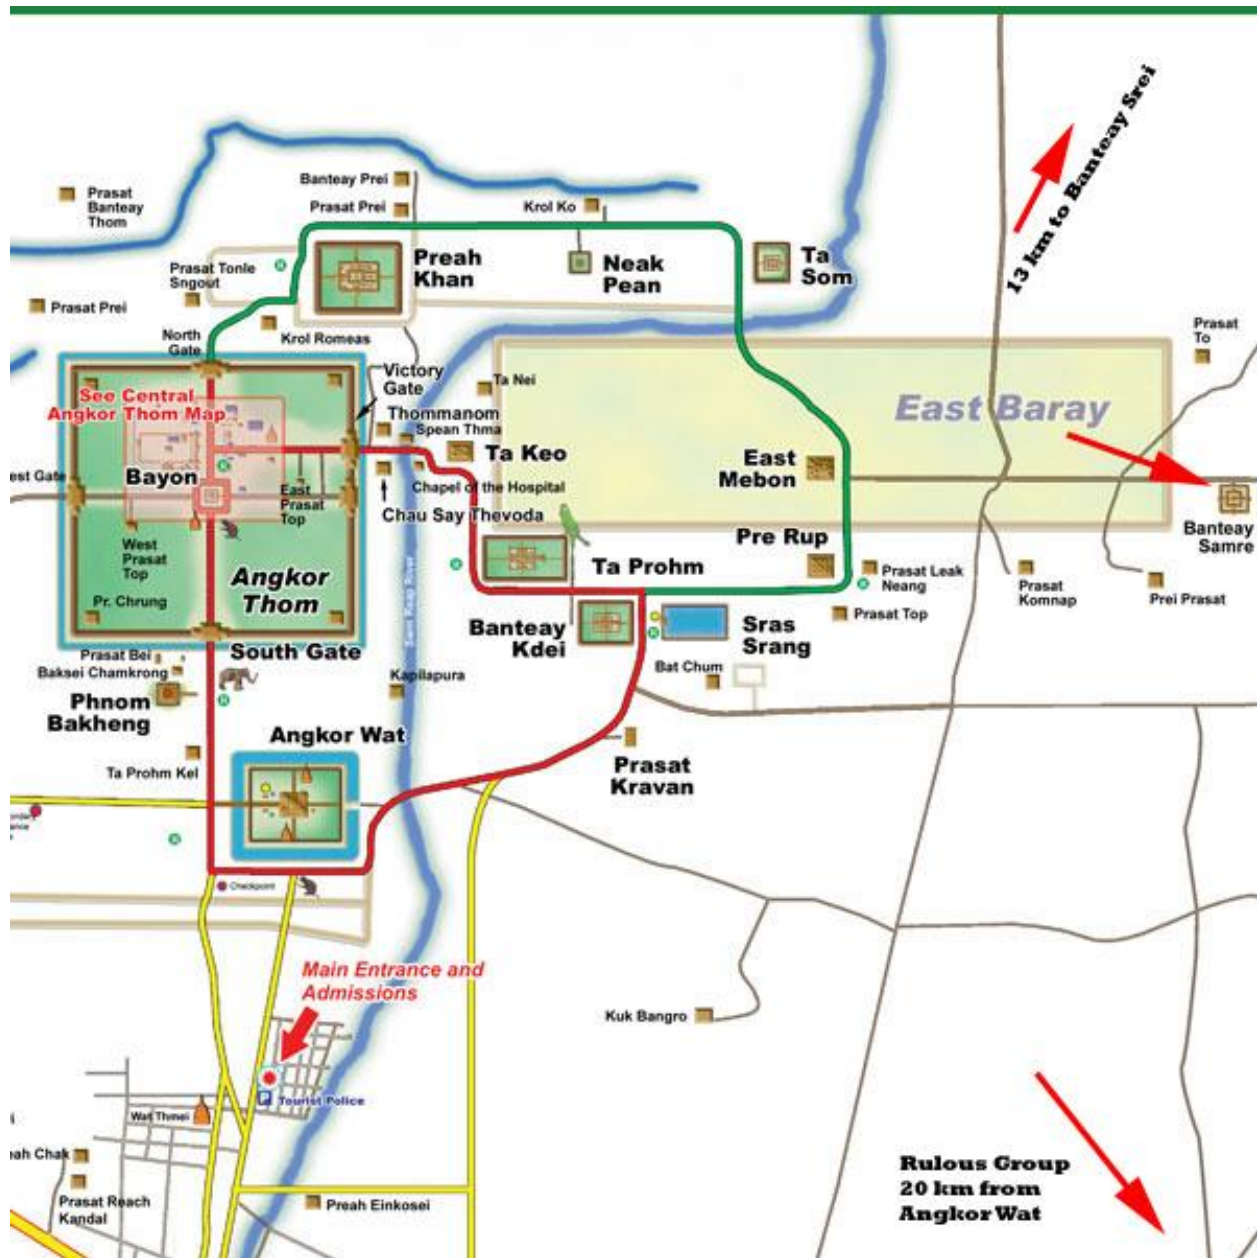 13 km to Banteay Srei
Banteay Prei
Prasat
Banteay
Thom
Prasat Prei
Krol Ko
Preah
Khan
Neak
Pean
Ta
Som
Prasat Tonle
Sngout
Prasat Prei
North
Gate
Krol Romeas
Prasat
To
Victory
Gate
See Central
Angkor Thom Map
Ta Nei
Thommanom
Spean Thma
East Baray
Ta Keo
East
Mebon
est Gate
Bayon
East
Prasat
Top
Chapel of the Hospital
Chau Say Thevoda
Banteay
Samre
West
Prasat
Top
Pre Rup
Angkor
Thom
Ta Prohm
Prasat Leak
Neang
Prasat
Komnap
Prei Prasat
Pr. Chrung
Siem Reap River
Prasat Top
Banteay
Kdei
Sras
Srang
South Gate
Prasat Bei
Baksei Chamkrong
Bat Chum
Kapilapura
Phnom
Bakheng
Angkor Wat
Ta Prohm Kel
Prasat
Kravan
Checkpoint
Main Entrance and
Admissions
Kuk Bangro
Tourist Police
Wat Thmei
eah Chak
Prasat Reach
Kandal
Preah Einkosei
Rulous Group
20 km from
Angkor Wat